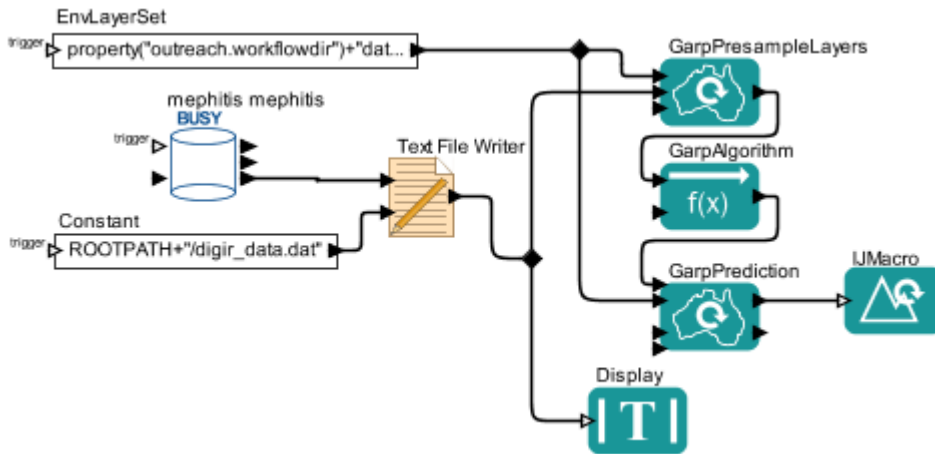 EnvLayerSet
trigger
property("outreach.workflowdir")+"dat...
GarpPresampleLayers
mephitis mephitis
BUSY
trigger
Text File Writer
GarpAlgorithm
f(x)
Constant
trigger
ROOTPATH+"/digir_data.dat"
GarpPrediction
IJMacro
Display
T